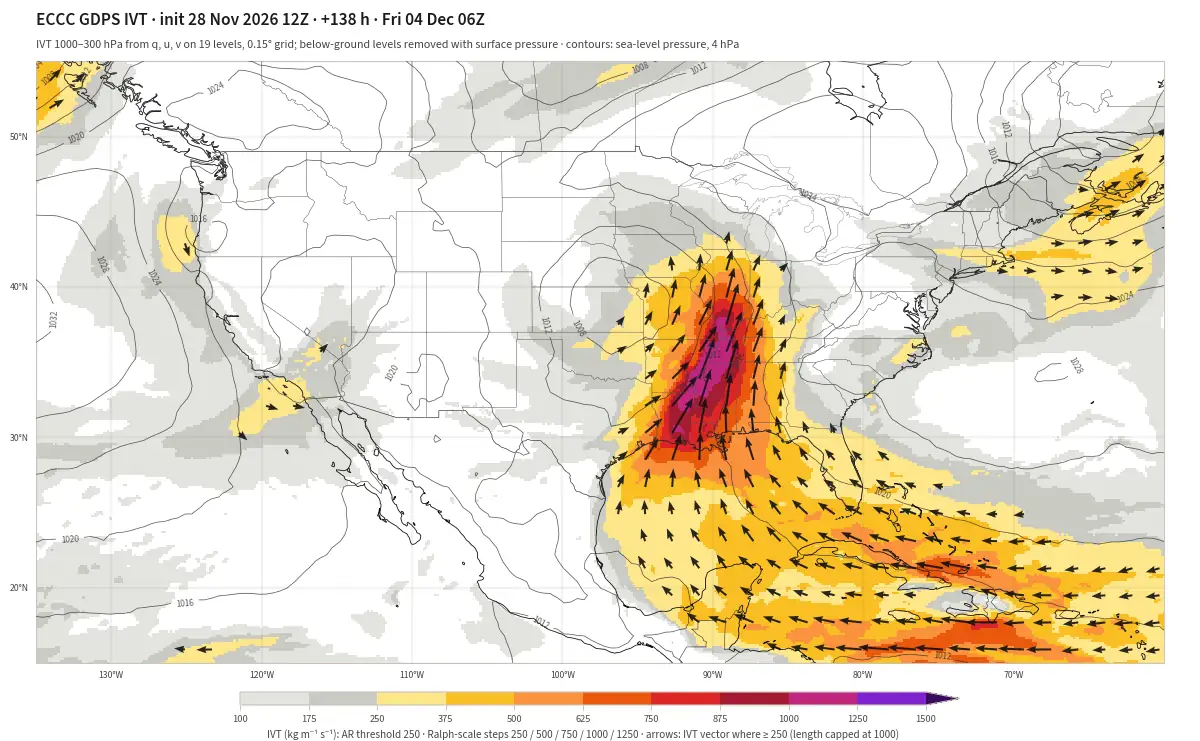 ECCC GDPS IVT · init 28 Nov 2026 12Z · +138 h · Fri 04 Dec 06Z
IVT 1000–300 hPa from q, u, v on 19 levels, 0.15° grid; below-ground levels removed with surface pressure · contours: sea-level pressure, 4 hPa
1008
1012
1024
1012
1020
50°N
1016
1016
1024
1028
1024
40°N
1024
1032
1012
1008
1020
1028
30°N
1020
1020
20°N
1016
1012
1012
130°W
120°W
110°W
100°W
90°W
80°W
70°W
100
175
250
375
500
625
750
875
1000
1250
1500
IVT (kg m⁻¹ s⁻¹): AR threshold 250 · Ralph-scale steps 250 / 500 / 750 / 1000 / 1250 · arrows: IVT vector where ≥ 250 (length capped at 1000)